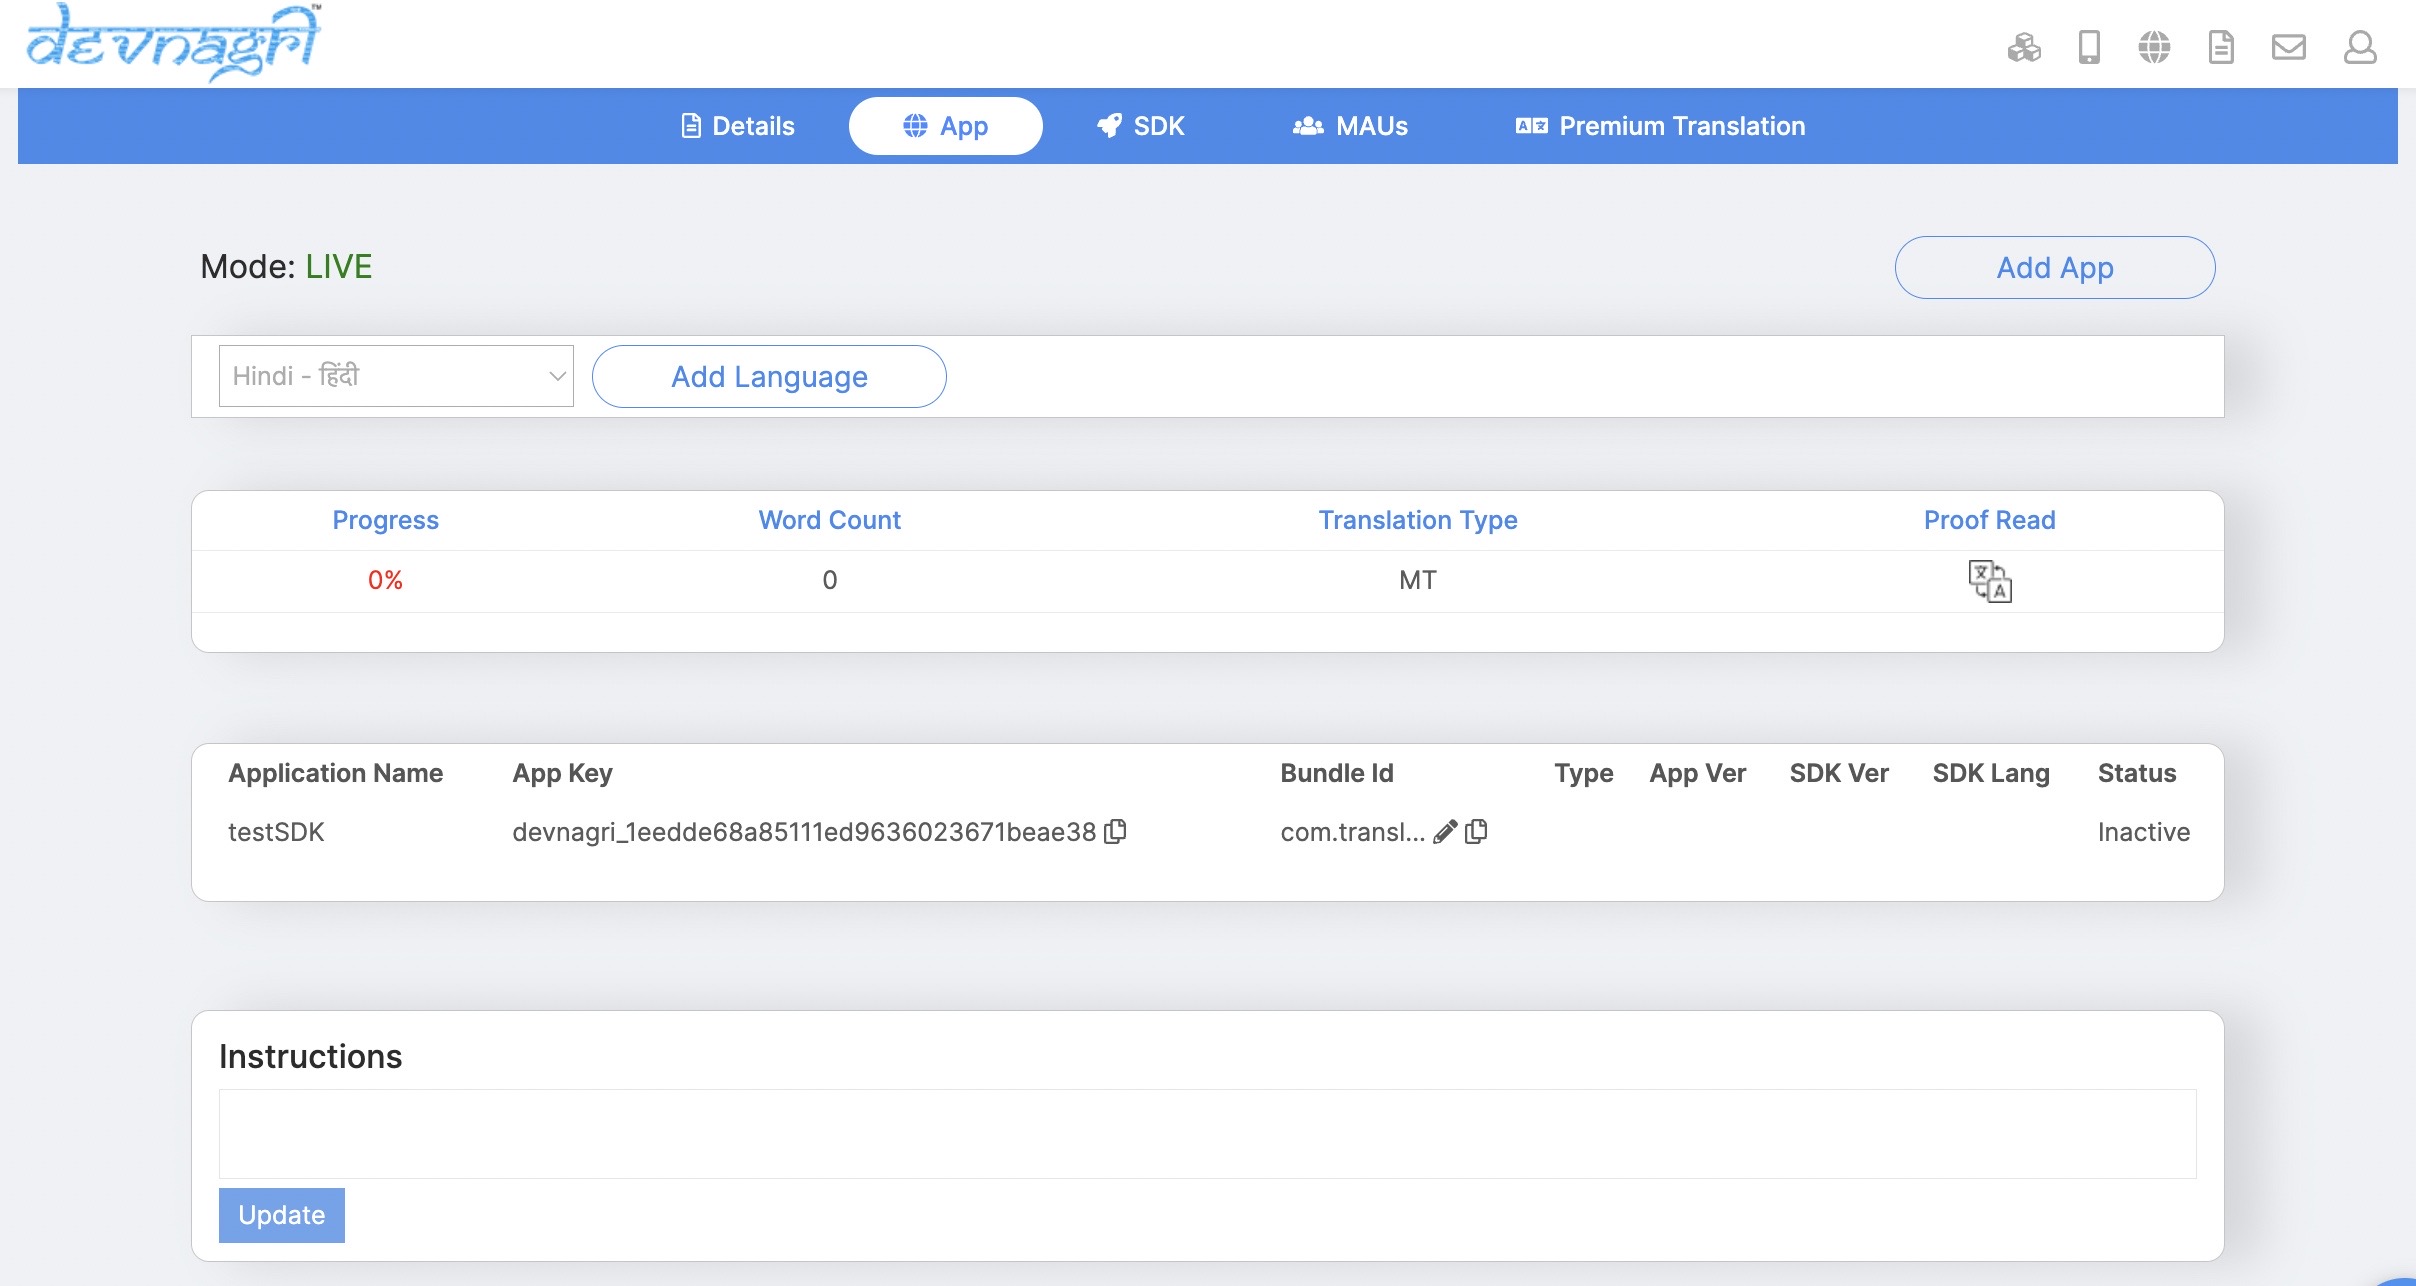 devnagri™
Details App SDK MAUs Premium Translation
Mode: LIVE
Add App
Hindi - हिंदी
Add Language
Progress Word Count Translation Type Proof Read
0% 0 MT
Application Name App Key Bundle Id Type App Ver SDK Ver SDK Lang Status
testSDK devnagri_1eedde68a85111ed9636023671beae38 com.transl... Inactive
Instructions
Update